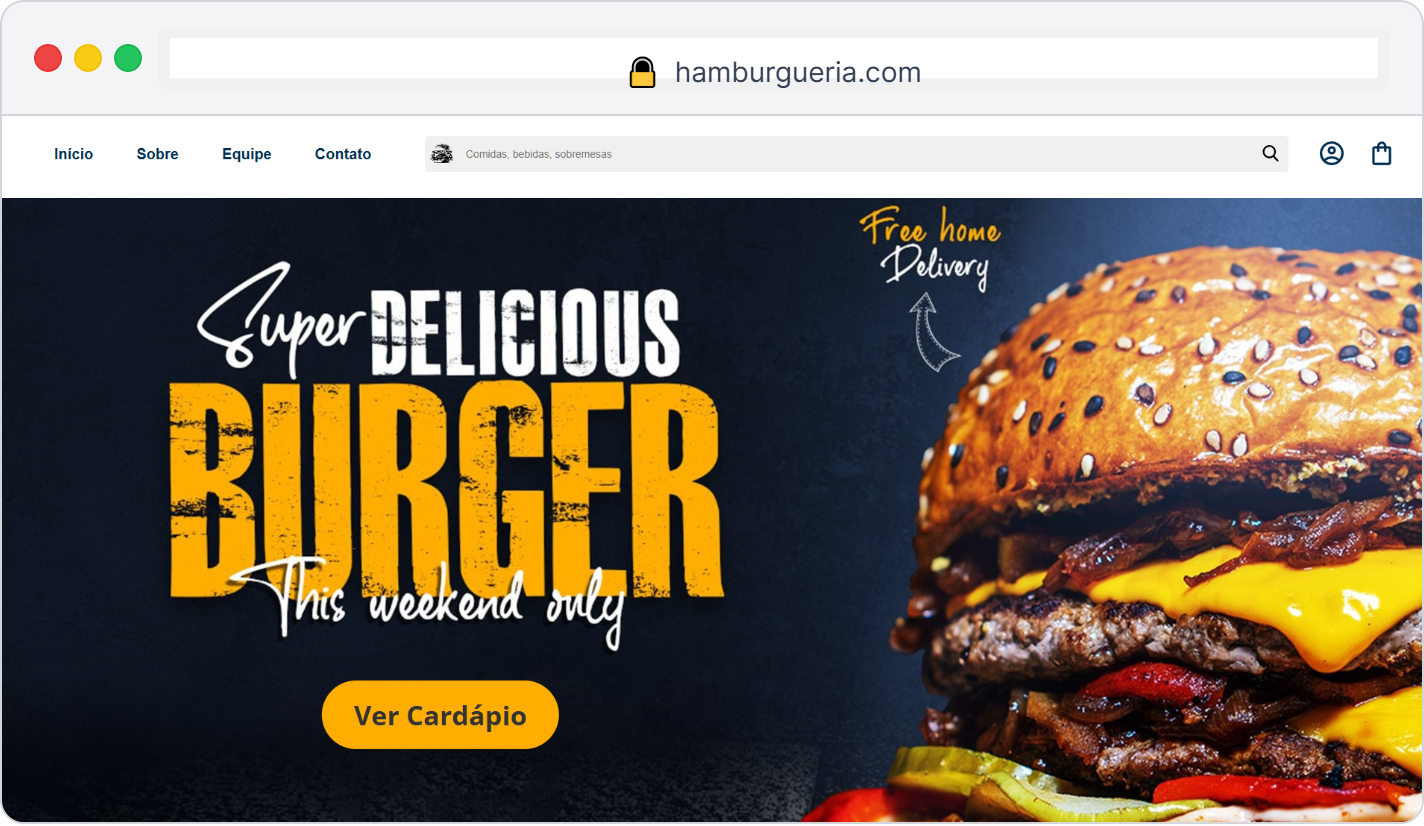 hamburgueria.com
Início Sobre Equipe Contato Comidas, bebidas, sobremesas
Free home
Delivery
Super DELICIOUS
BURGER
This weekend only
Ver Cardápio